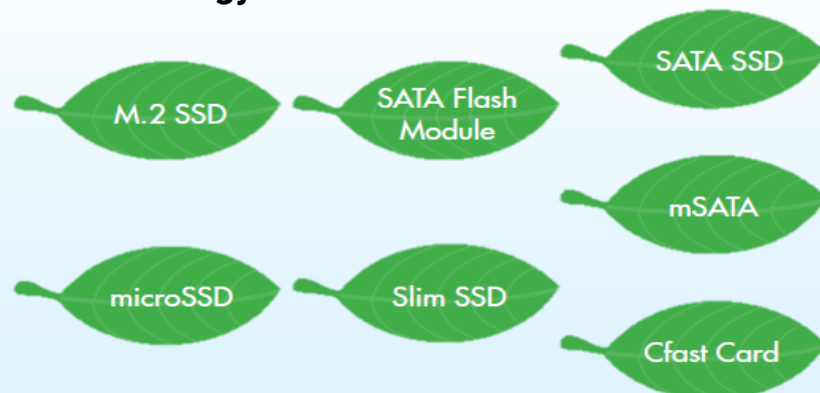 M.2 SSD
SATA Flash
Module
SATA SSD
mSATA
microSSD
Slim SSD
Cfast Card